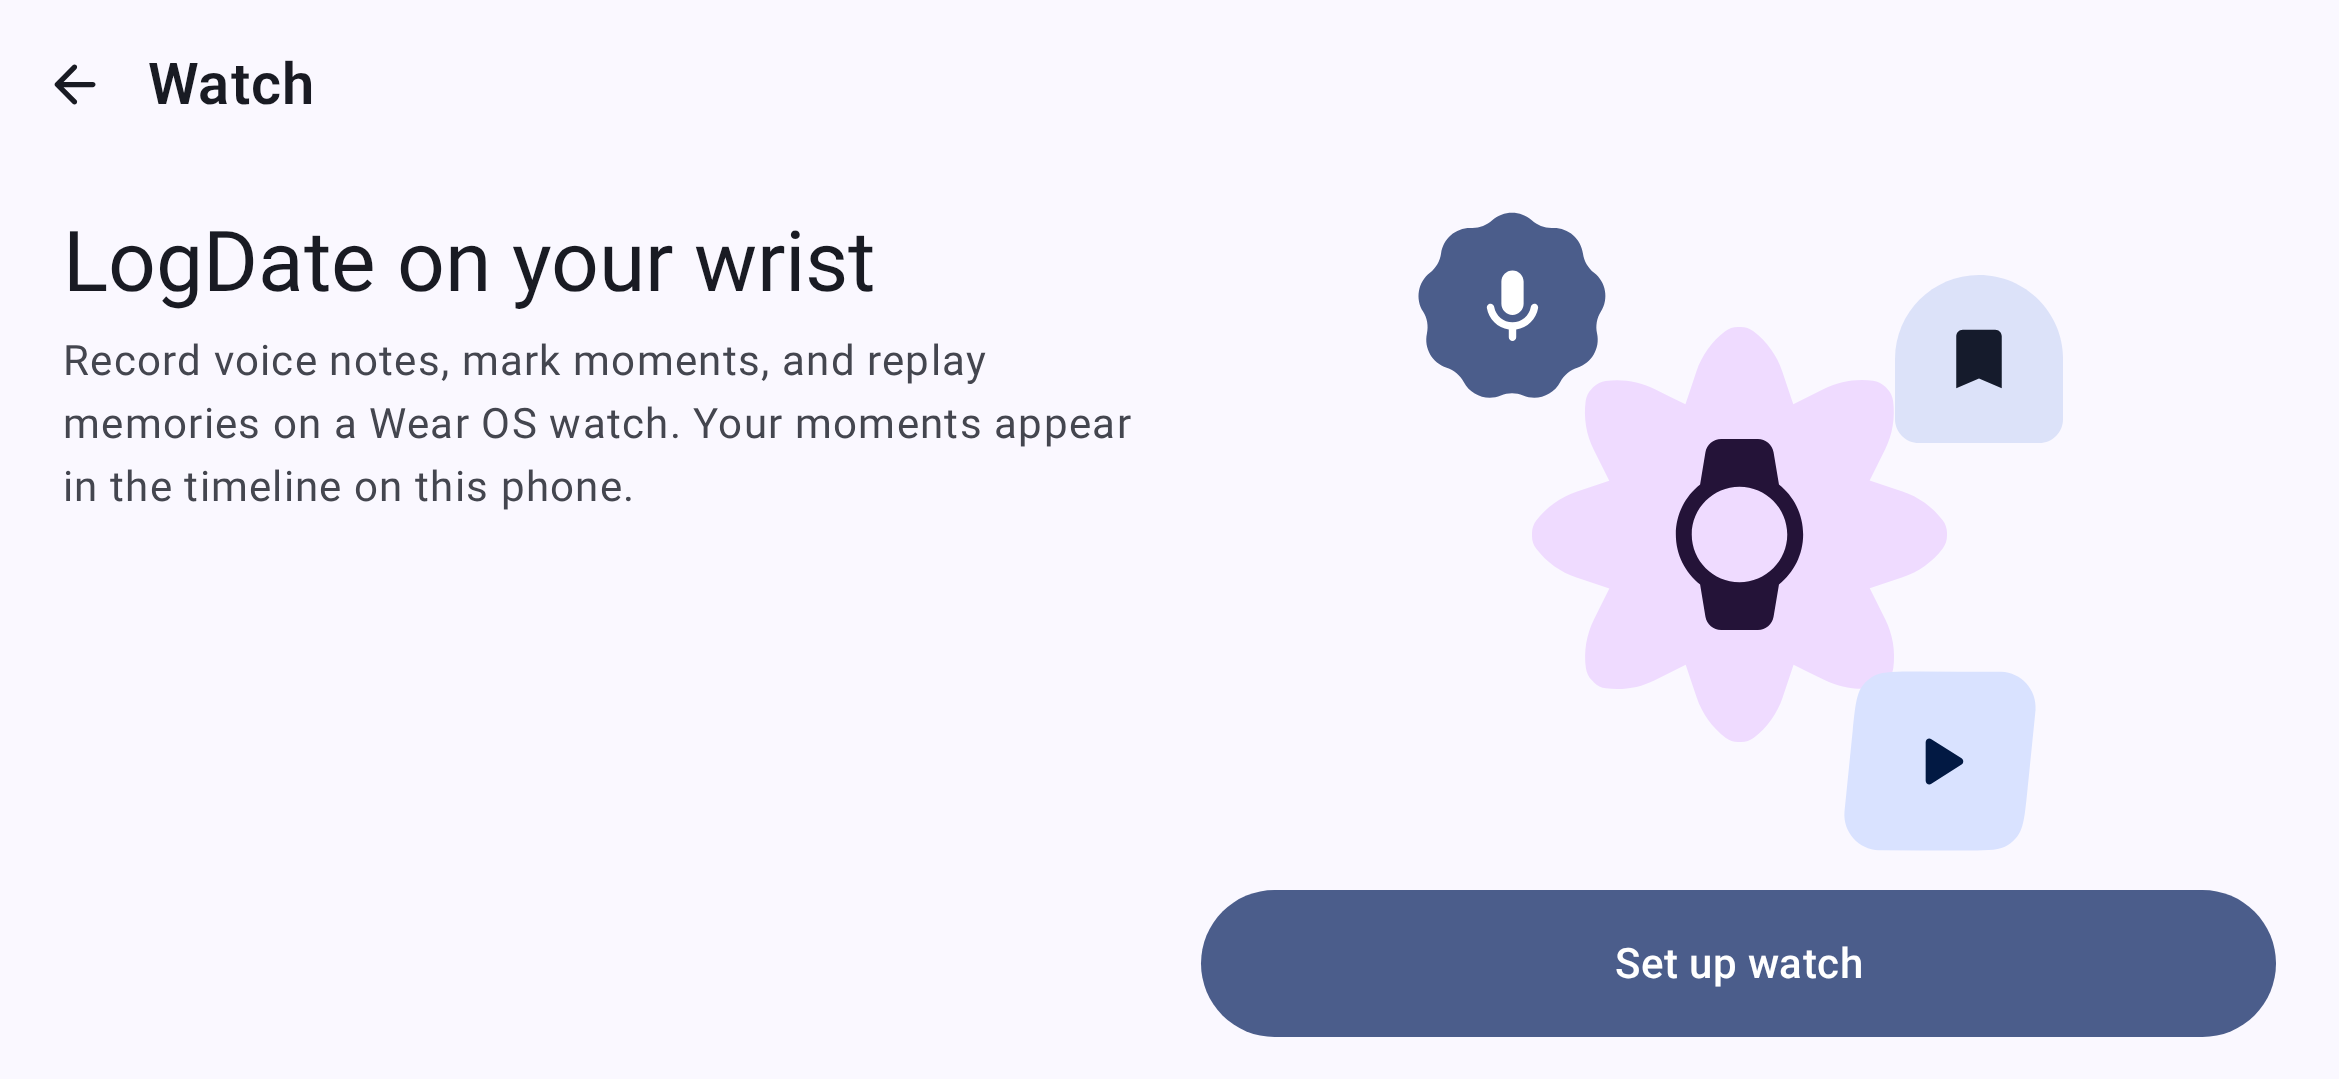 Watch
LogDate on your wrist
Record voice notes, mark moments, and replay
memories on a Wear OS watch. Your moments appear
in the timeline on this phone.
Set up watch